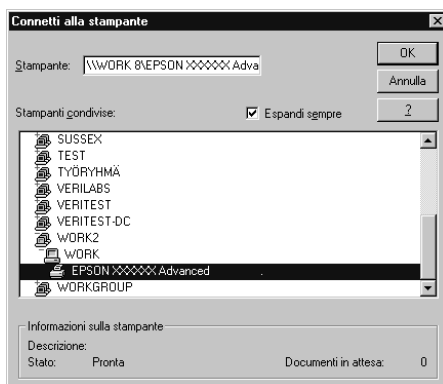 Connetti alla stampante
Stampante: \\WORK 8\EPSON XXXXXX Adva
OK
Annulla
Stampanti condivise:
Espandi sempre
?
SUSSEX
TEST
TYÖRYHMÄ
VERILABS
VERITEST
VERITEST-DC
WORK2
WORK
EPSON XXXXXX Advanced .
WORKGROUP
Informazioni sulla stampante
Descrizione:
Stato: Pronta Documenti in attesa: 0